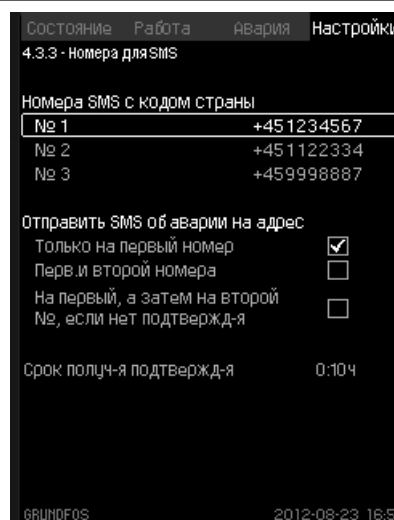 Состояние Работа Авария Настройки
4.3.3 - Номера для SMS
Номера SMS с кодом страны
№ 1 +451234567
№ 2 +451122334
№ 3 +459998887
Отправить SMS об аварии на адрес
Только на первый номер
Перв.и второй номера
На первый, а затем на второй
№, если нет подтвержд-я
Срок получ-я подтвержд-я 0:10ч
GRUNDFOS 2012-08-23 16:5